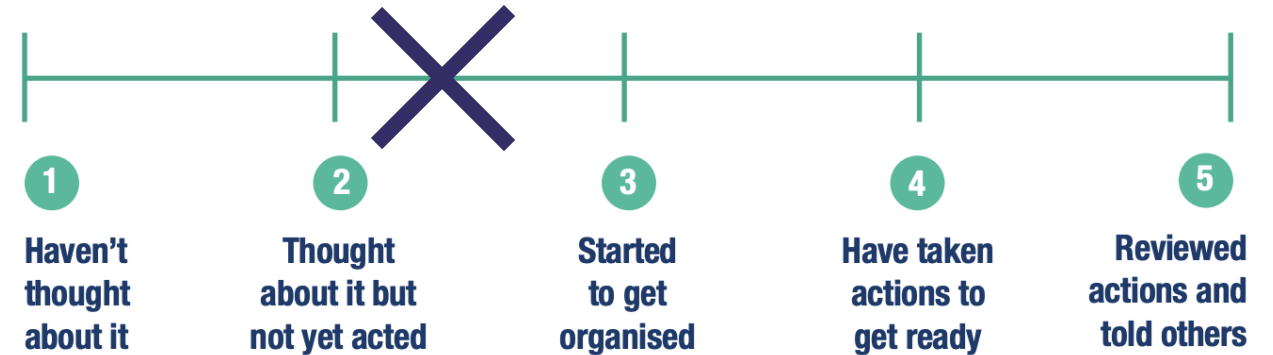 1
Haven't
thought
about it
2
Thought
about it but
not yet acted
3
Started
to get
organised
4
Have taken
actions to
get ready
5
Reviewed
actions and
told others